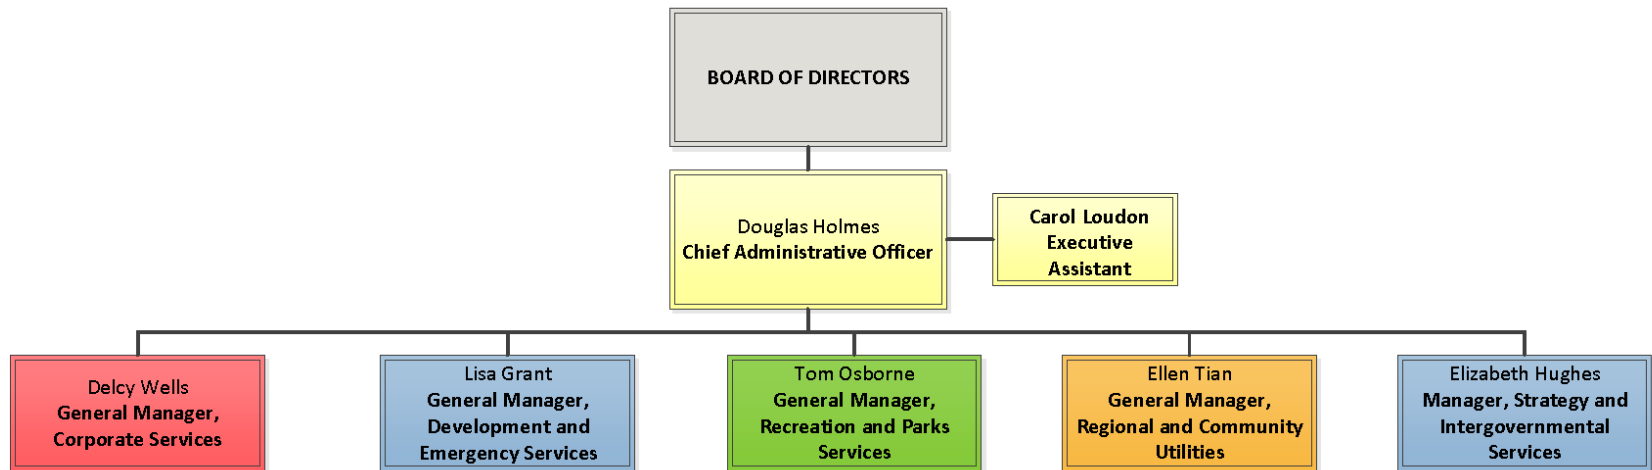 BOARD OF DIRECTORS
Douglas Holmes
Chief Administrative Officer
Carol Loudon
Executive
Assistant
Delcy Wells
General Manager,
Corporate Services
Lisa Grant
General Manager,
Development and
Emergency Services
Tom Osborne
General Manager,
Recreation and Parks
Services
Ellen Tian
General Manager,
Regional and Community
Utilities
Elizabeth Hughes
Manager, Strategy and
Intergovernmental
Services